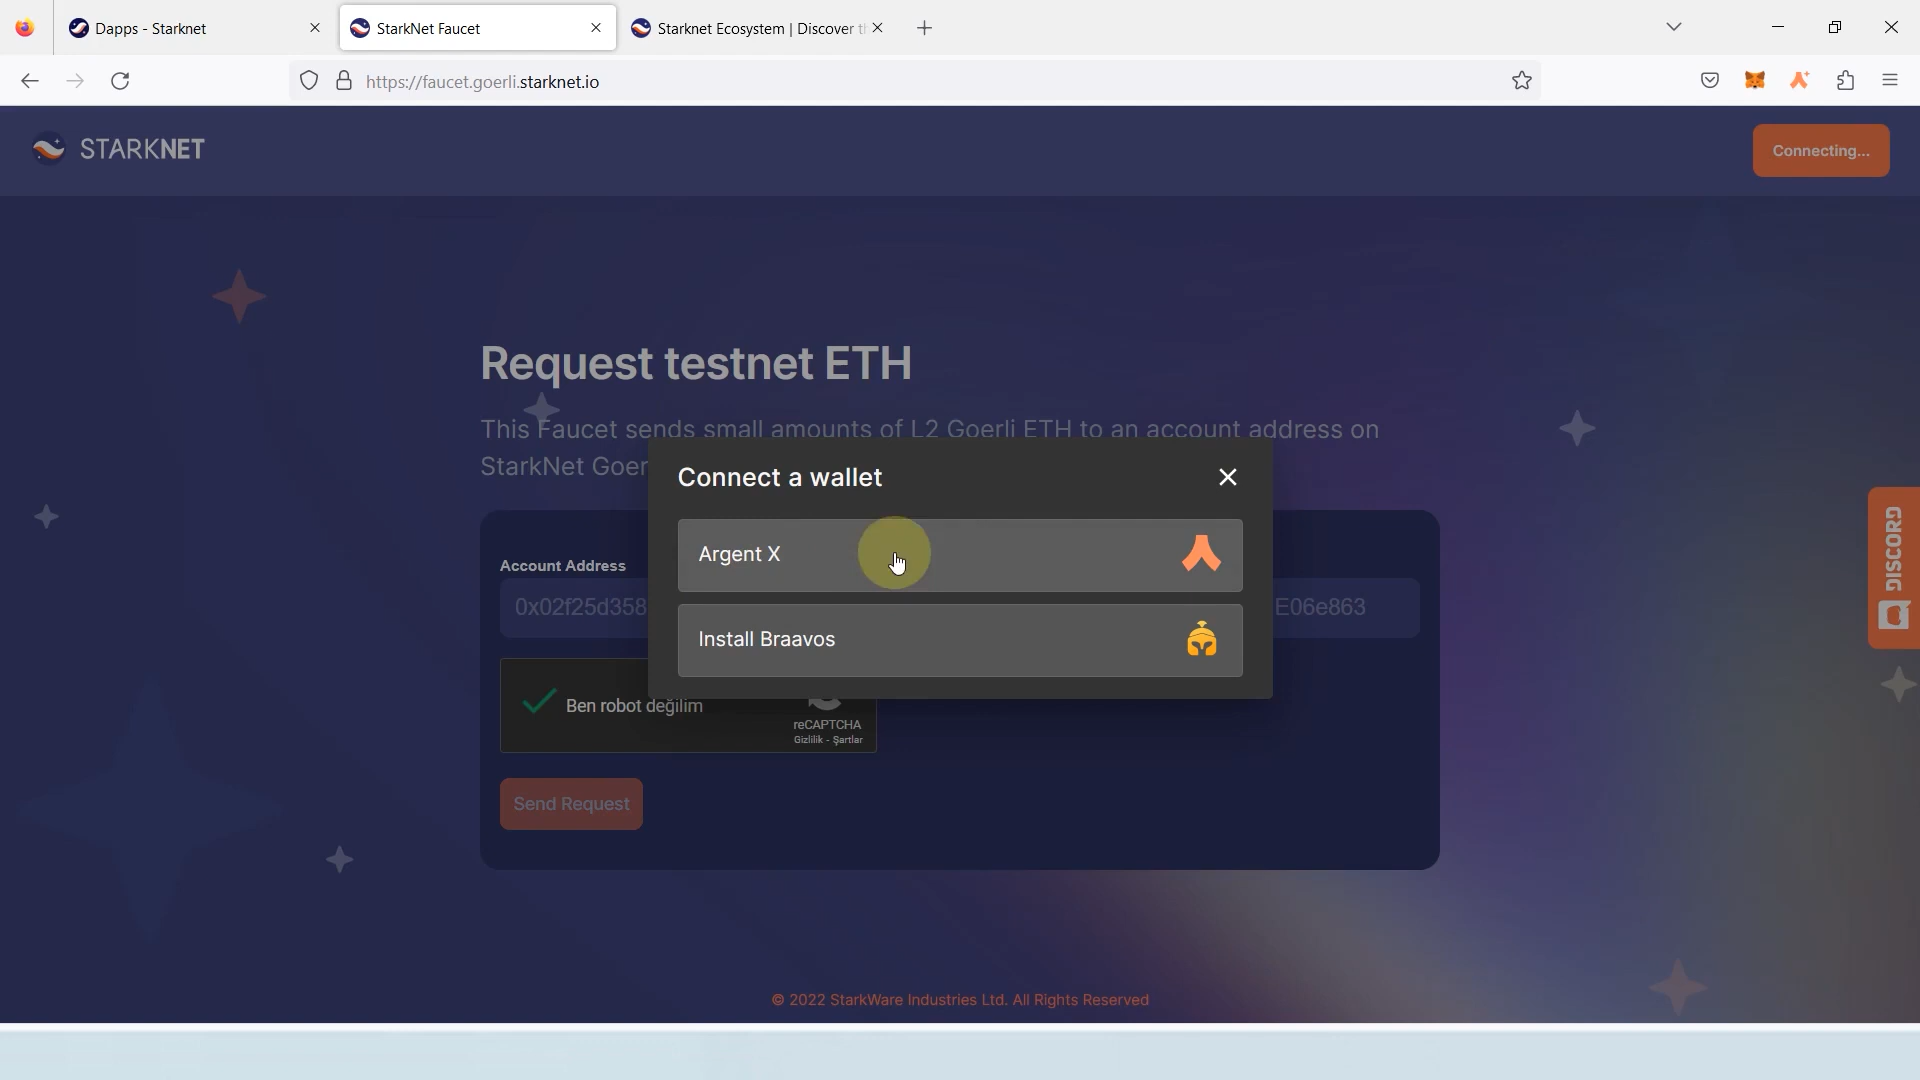 Dapps - Starknet
StarkNet Faucet
Starknet Ecosystem | Discover t
https://faucet.goerli.starknet.io
STARKNET
Connecting...
Request testnet ETH
This Faucet sends small amounts of L2 Goerli ETH to an account address on
StarkNet Goer
Connect a wallet
Argent X
Install Braavos
Account Address
0x02f25d358
E06e863
Ben robot değilim
reCAPTCHA
Gizlilik - Şartlar
Send Request
DISCORD
© 2022 StarkWare Industries Ltd. All Rights Reserved